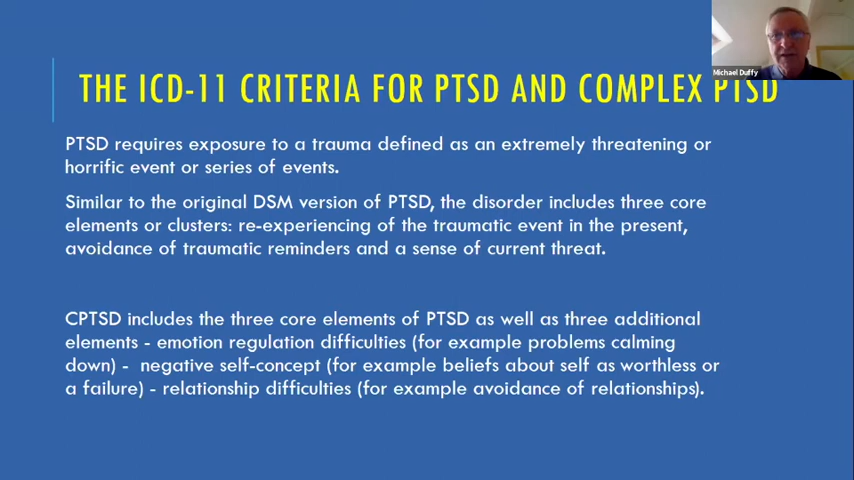 Michael Duffy
THE ICD-11 CRITERIA FOR PTSD AND COMPLEX PTSD
PTSD requires exposure to a trauma defined as an extremely threatening or
horrific event or series of events.
Similar to the original DSM version of PTSD, the disorder includes three core
elements or clusters: re-experiencing of the traumatic event in the present,
avoidance of traumatic reminders and a sense of current threat.
CPTSD includes the three core elements of PTSD as well as three additional
elements - emotion regulation difficulties (for example problems calming
down) -  negative self-concept (for example beliefs about self as worthless or
a failure) - relationship difficulties (for example avoidance of relationships).